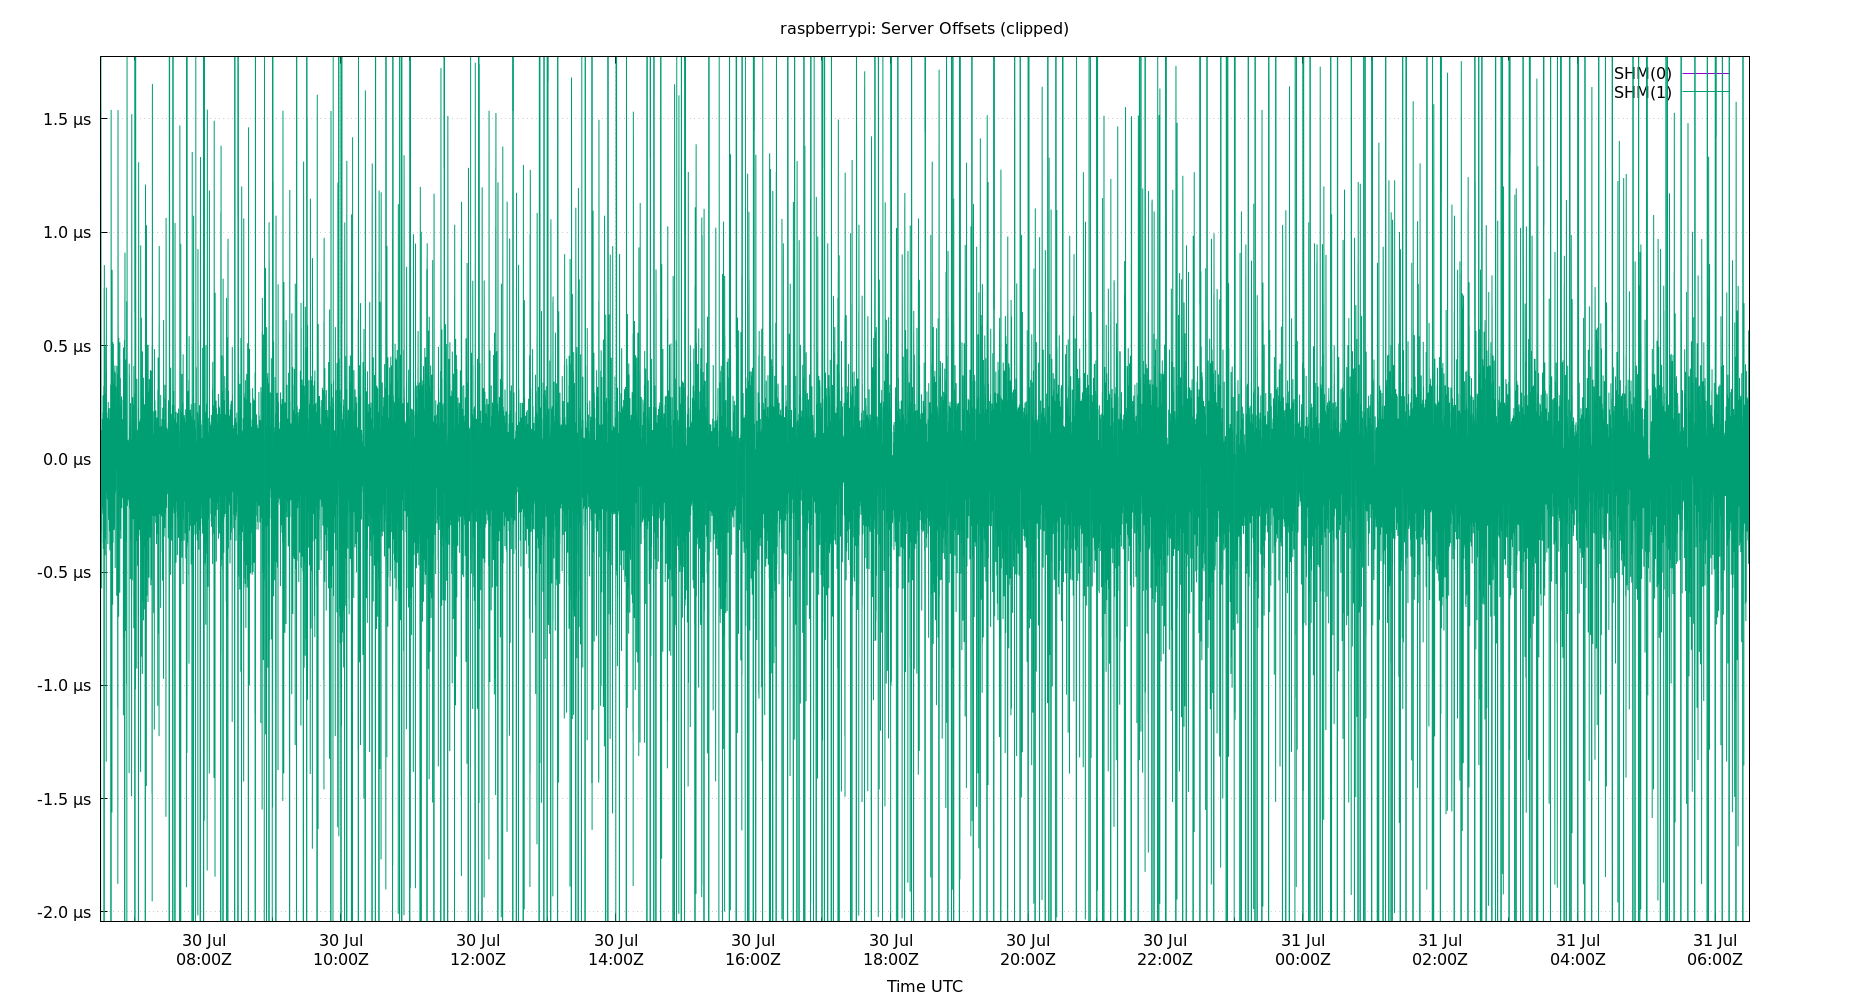 raspberrypi: Server Offsets (clipped)
SHM(0)
SHM(1)
1.5 µs
1.0 µs
0.5 µs
0.0 µs
-0.5 µs
-1.0 µs
-1.5 µs
-2.0 µs
30 Jul 30 Jul 30 Jul 30 Jul 30 Jul 30 Jul 30 Jul 30 Jul 31 Jul 31 Jul 31 Jul 31 Jul
08:00Z 10:00Z 12:00Z 14:00Z 16:00Z 18:00Z 20:00Z 22:00Z 00:00Z 02:00Z 04:00Z 06:00Z
Time UTC